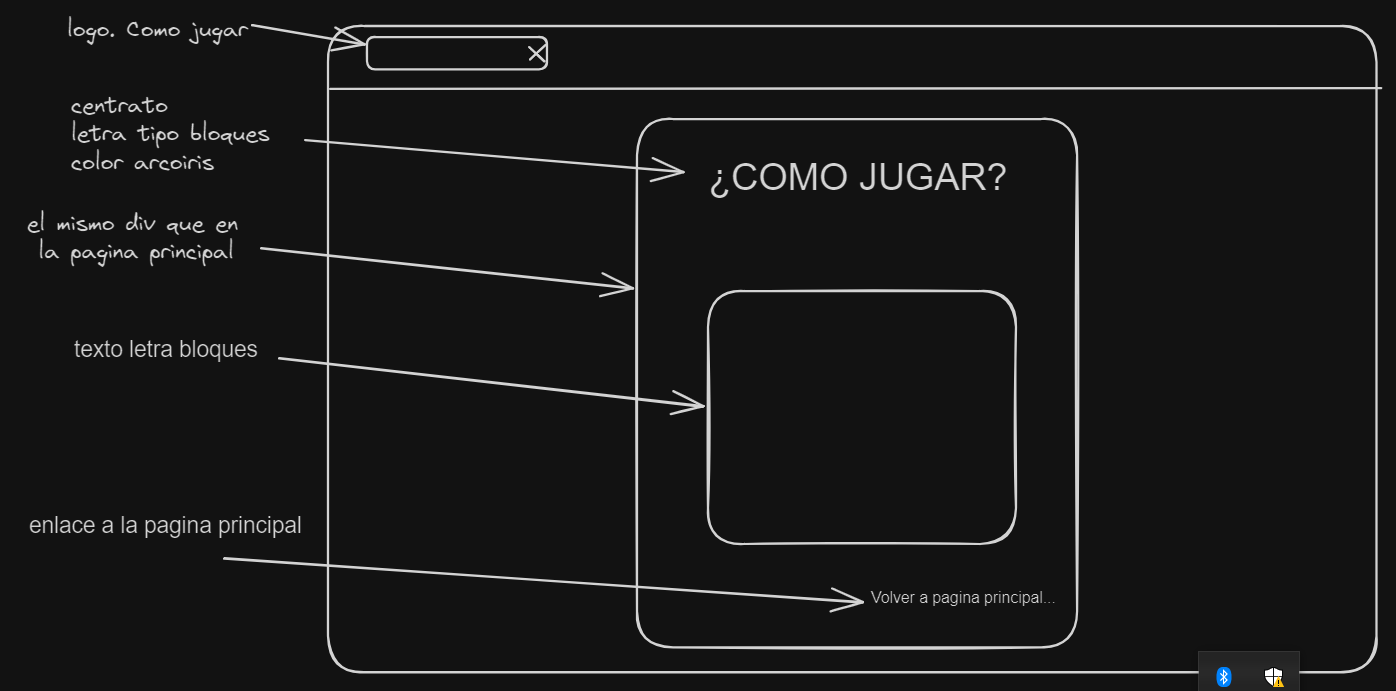 logo. Como jugar
centrato
letra tipo bloques
color arcoiris
¿COMO JUGAR?
el mismo div que en
la pagina principal
texto letra bloques
enlace a la pagina principal
Volver a pagina principal...